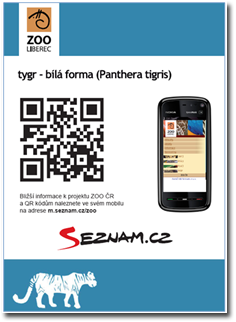 ZOO
LIBEREC
tygr - bílá forma (Panthera tigris)
Bližší informace k projektu ZOO ČR
a QR kódům naleznete ve svém mobilu
na adrese m.seznam.cz/zoo
SEZNAM.CZ